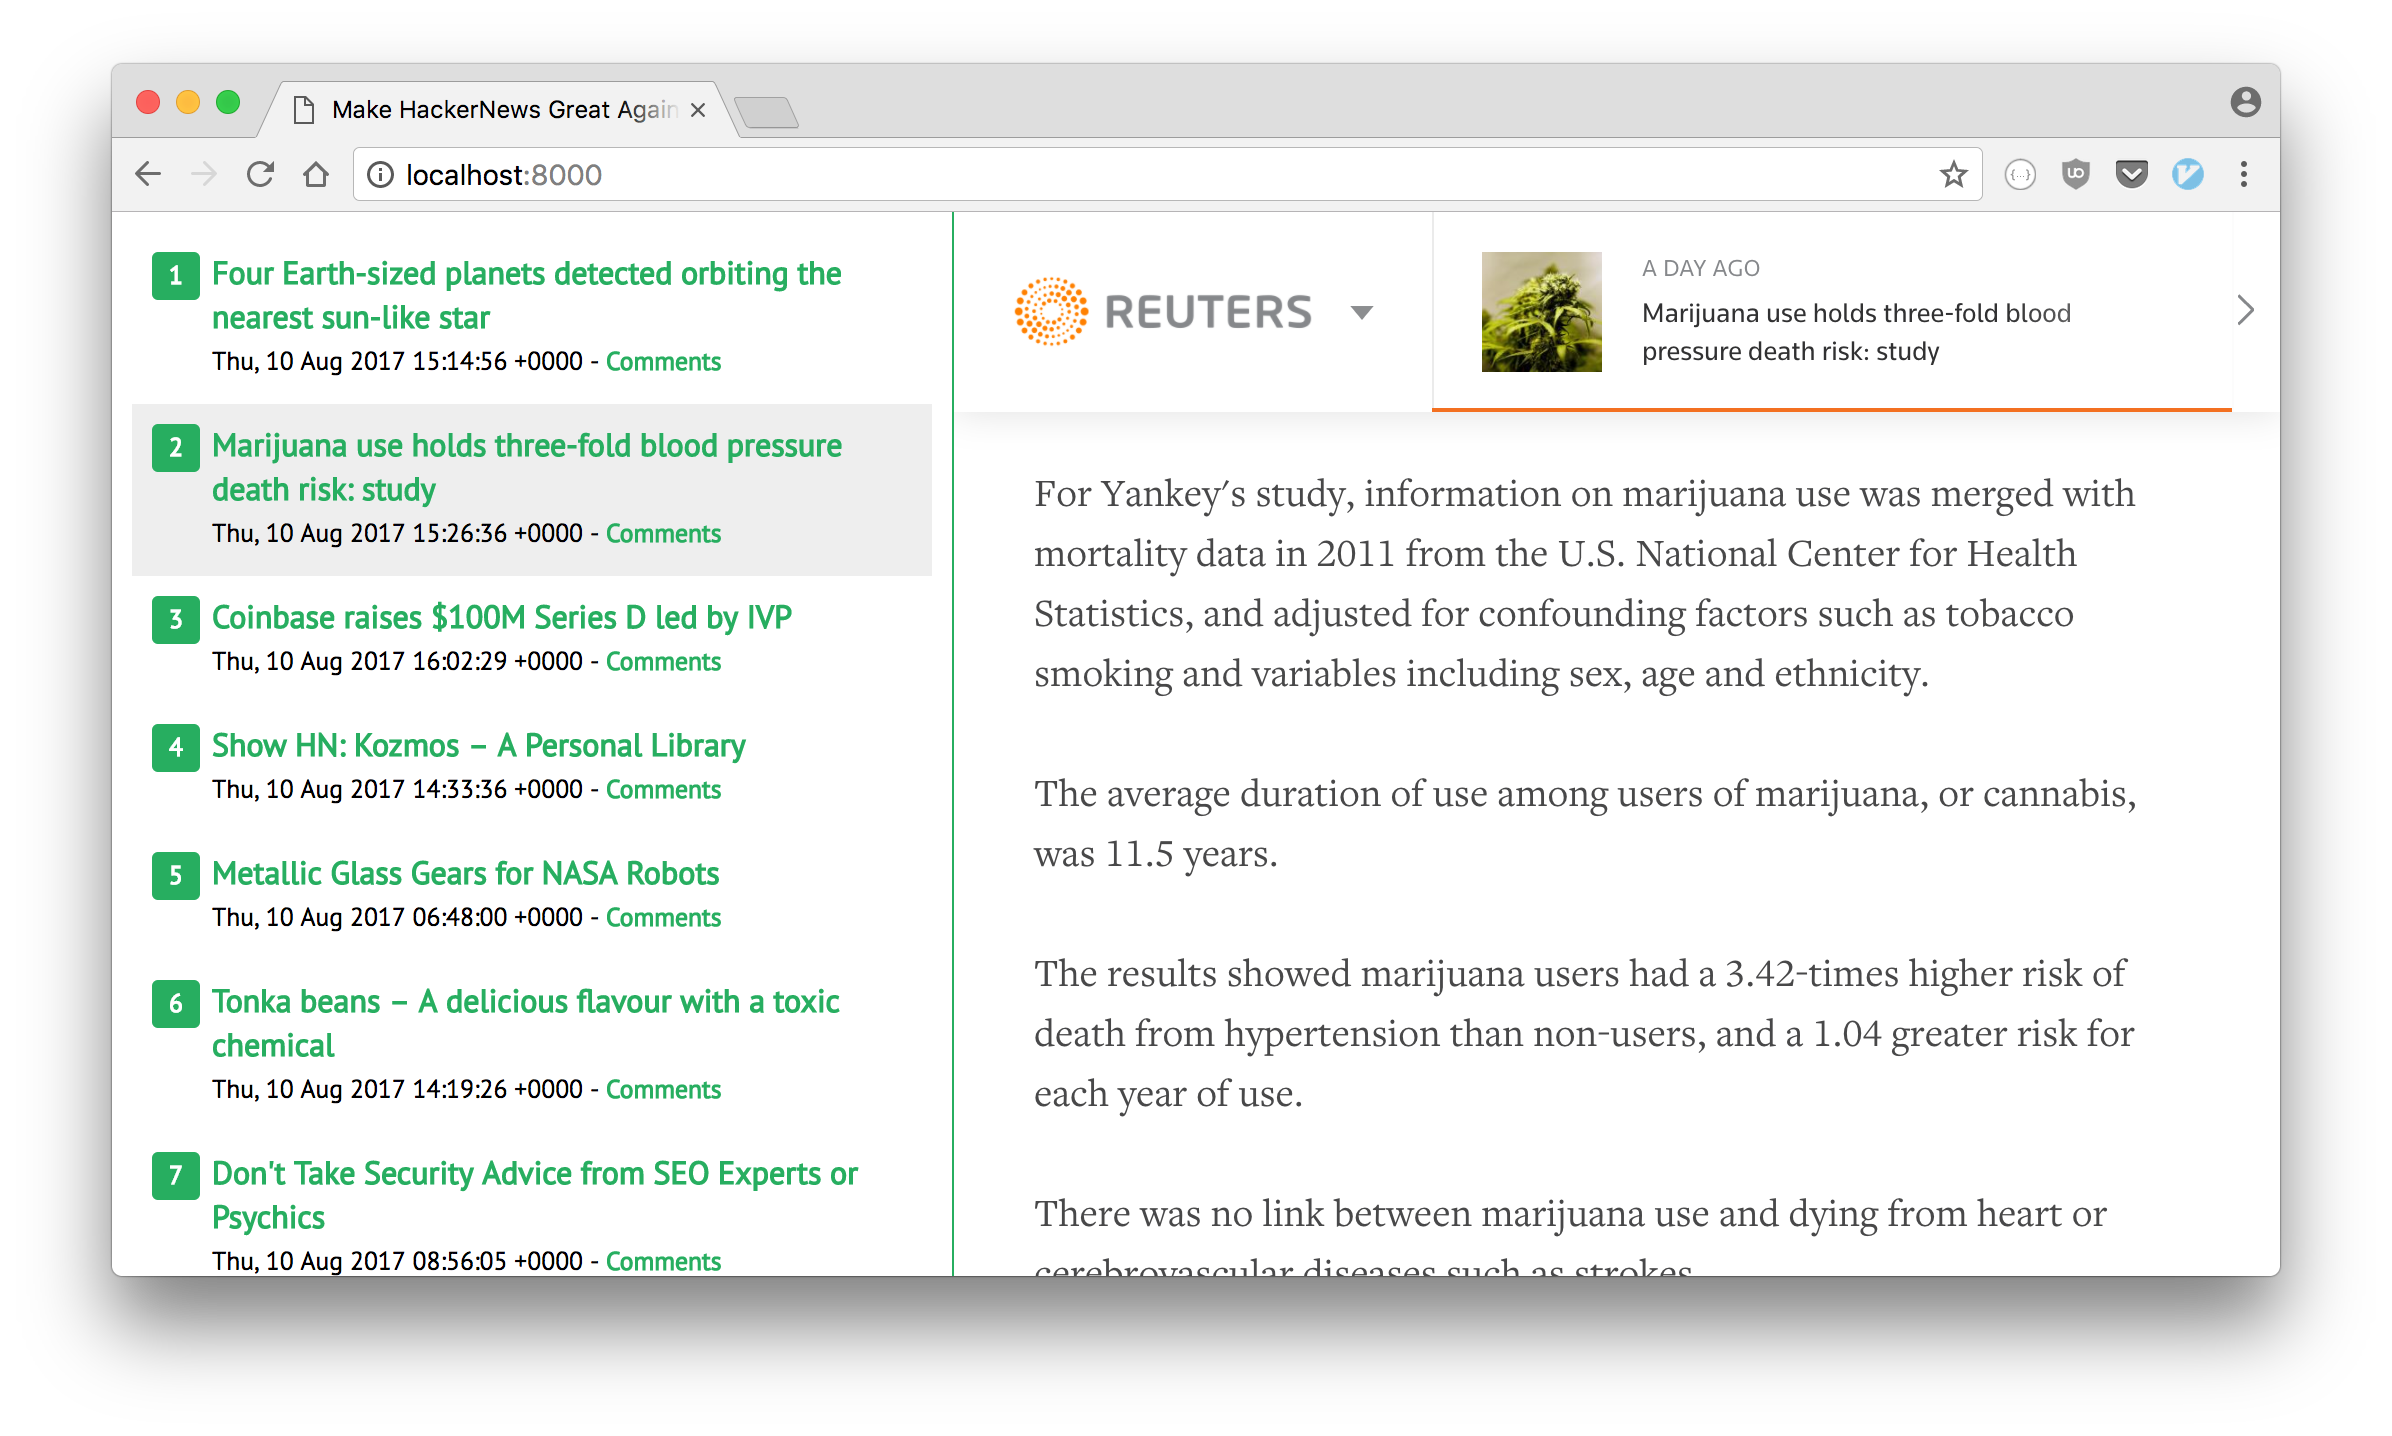 Make HackerNews Great Again
localhost:8000
{...}
1
Four Earth-sized planets detected orbiting the
nearest sun-like star
Thu, 10 Aug 2017 15:14:56 +0000 - Comments
2
Marijuana use holds three-fold blood pressure
death risk: study
Thu, 10 Aug 2017 15:26:36 +0000 - Comments
3
Coinbase raises $100M Series D led by IVP
Thu, 10 Aug 2017 16:02:29 +0000 - Comments
4
Show HN: Kozmos – A Personal Library
Thu, 10 Aug 2017 14:33:36 +0000 - Comments
5
Metallic Glass Gears for NASA Robots
Thu, 10 Aug 2017 06:48:00 +0000 - Comments
6
Tonka beans – A delicious flavour with a toxic
chemical
Thu, 10 Aug 2017 14:19:26 +0000 - Comments
7
Don't Take Security Advice from SEO Experts or
Psychics
Thu, 10 Aug 2017 08:56:05 +0000 - Comments
REUTERS
A DAY AGO
Marijuana use holds three-fold blood
pressure death risk: study
For Yankey's study, information on marijuana use was merged with
mortality data in 2011 from the U.S. National Center for Health
Statistics, and adjusted for confounding factors such as tobacco
smoking and variables including sex, age and ethnicity.
The average duration of use among users of marijuana, or cannabis,
was 11.5 years.
The results showed marijuana users had a 3.42-times higher risk of
death from hypertension than non-users, and a 1.04 greater risk for
each year of use.
There was no link between marijuana use and dying from heart or
cerebrovascular diseases such as strokes